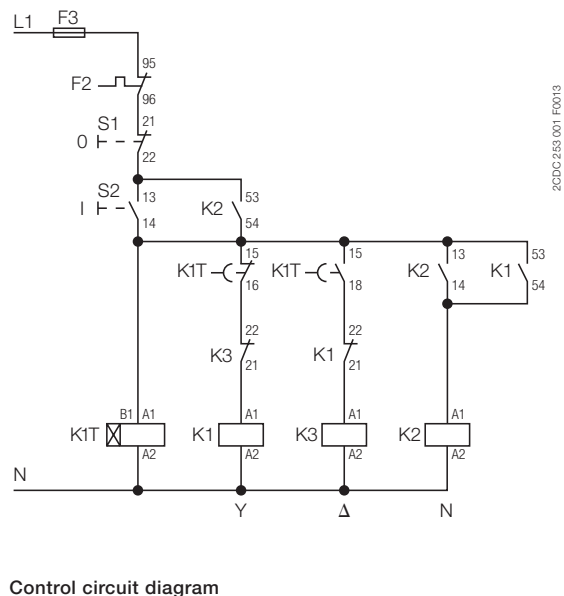 L1 F3
95
F2
96
S1 21
0
22
S2 13 53
I K2
14 54
15 15 13 53
K1T K1T K2 K1
16 18 14 54
22 22
K3 K1
21 21
B1 A1 A1 A1 A1
K1T K1 K3 K2
A2 A2 A2 A2
N
Y Δ N
2CDC 253 001 F0013
Control circuit diagram